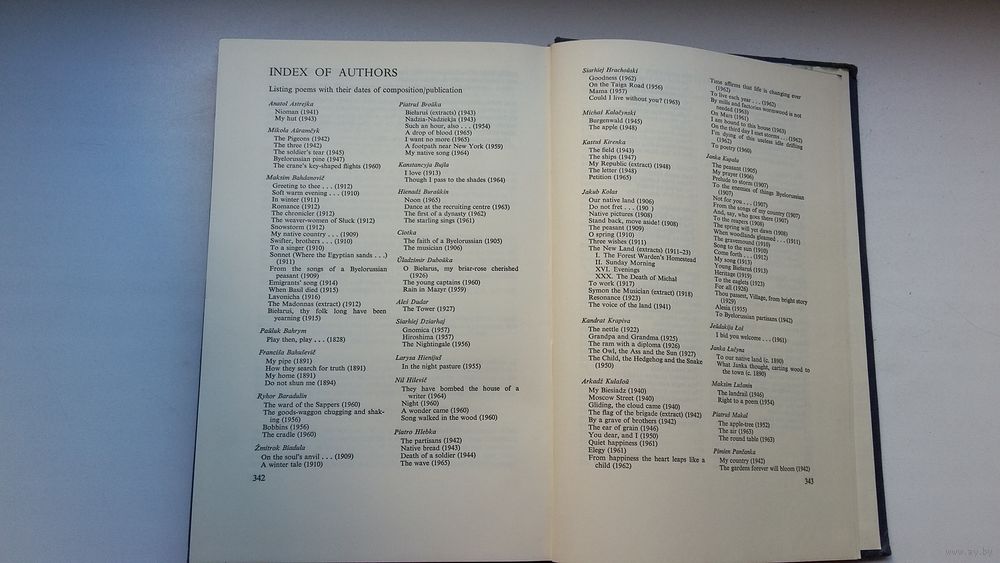 INDEX OF AUTHORS
Listing poems with their dates of composition/publication
Anatol Astrejka
Nioman (1941)
My hut (1943)
Mikola Aŭramčyk
The Pigeons (1942)
The three (1942)
The soldier's tear (1945)
Byelorussian pine (1947)
The crane's key-shaped flights (1960)
Maksim Bahdanovič
Greeting to thee . . . (1912)
Soft warm evening . . . (1910)
In winter (1911)
Romance (1912)
The chronicler (1912)
The weaver-women of Sluck (1912)
Snowstorm (1912)
My native country . . . (1909)
Swifter, brothers . . . (1910)
To a singer (1910)
Sonnet (Where the Egyptian sands . . .)
(1911)
From the songs of a Byelorussian
peasant (1909)
Emigrants' song (1914)
When Basil died (1915)
Lavonicha (1916)
The Madonnas (extract) (1912)
Biełaruś, thy folk long have been
yearning (1915)
Paŭluk Bahrym
Play then, play . . . (1828)
Franciša Bahuševič
My pipe (1891)
How they search for truth (1891)
My home (1891)
Do not shun me (1894)
Ryhor Baradulin
The ward of the Sappers (1960)
The goods-waggon chugging and shak-
ing (1956)
Bobbins (1956)
The cradle (1960)
Źmitrok Biadula
On the soul's anvil . . . (1909)
A winter tale (1910)
342
Piatruś Broŭka
Biełaruś (extracts) (1943)
Nadzia-Nadziejka (1943)
Such an hour, also . . . (1954)
A drop of blood (1965)
I want no more (1965)
A footpath near New York (1959)
My native song (1964)
Kanstancyja Bujla
I love (1913)
Though I pass to the shades (1964)
Hienadź Buraŭkin
Noon (1965)
Dance at the recruiting centre (1963)
The first of a dynasty (1962)
The starling sings (1961)
Ciotka
The faith of a Byelorussian (1905)
The musician (1906)
Ŭładzimir Duboŭka
O Biełaruś, my briar-rose cherished
(1926)
The young captains (1960)
Rain in Mazyr (1959)
Aleś Dudar
The Tower (1927)
Siarhiej Dziarhaj
Gnomica (1957)
Hiroshima (1957)
The Nightingale (1956)
Larysa Hienijuš
In the night pasture (1955)
Nil Hilevič
They have bombed the house of a
writer (1964)
Night (1960)
A wonder came (1960)
Song walked in the wood (1960)
Piatro Hlebka
The partisans (1942)
Native bread (1943)
Death of a soldier (1944)
The wave (1965)
Siarhiej Hrachoŭski
Goodness (1962)
On the Taiga Road (1956)
Mama (1957)
Could I live without you? (1963)
Michaś Kalačynski
Burgenwald (1945)
The apple (1948)
Kastuś Kirenka
The field (1943)
The ships (1947)
My Republic (extract) (1948)
The letter (1948)
Petition (1965)
Jakub Kolas
Our native land (1906)
Do not fret . . . (190 )
Native pictures (1908)
Stand back, move aside! (1908)
The peasant (1909)
O spring (1910)
Three wishes (1911)
The New Land (extracts) (1911–23)
I. The Forest Warden's Homestead
II. Sunday Morning
XVI. Evenings
XXX. The Death of Michał
To work (1917)
Symon the Musician (extract) (1918)
Resonance (1923)
The voice of the land (1941)
Kandrat Krapiva
The nettle (1922)
Grandpa and Grandma (1925)
The ram with a diploma (1926)
The Owl, the Ass and the Sun (1927)
The Child, the Hedgehog and the Snake
(1950)
Arkadź Kulašoŭ
My Biesiadź (1940)
Moscow Street (1940)
Gliding, the cloud came (1940)
The flag of the brigade (extract) (1942)
By a grave of brothers (1942)
The ear of grain (1946)
You dear, and I (1950)
Quiet happiness (1961)
Elegy (1961)
From happiness the heart leaps like a
child (1962)
Time affirms that life is changing ever
(1962)
To live each year . . . (1962)
By mills and factories wormwood is not
needed (1963)
On Mars (1961)
I am bound to this house (1963)
On the third day I met storms . . . (1962)
I'm dying of this useless idle drifting
(1962)
To poetry (1960)
Janka Kupala
The peasant (1905)
My prayer (1906)
Prelude to storm (1907)
To the enemies of things Byelorussian
(1907)
Not for you . . . (1907)
From the songs of my country (1907)
And, say, who goes there (1907)
To the reapers (1908)
The spring will yet dawn (1908)
When woodlands gleamed . . . (1911)
The gravemound (1910)
Song to the sun (1910)
Come forth . . . (1912)
My song (1913)
Young Biełaruś (1913)
Heritage (1919)
To the eaglets (1923)
For all (1926)
Thou passest, Village, from bright story
(1929)
Alesia (1935)
To Byelorussian partisans (1942)
Jeŭdakija Łoś
I bid you welcome . . . (1961)
Janka Łučyna
To our native land (c. 1890)
What Janka thought, carting wood to
the town (c. 1890)
Maksim Łužanin
The landrail (1946)
Right to a poem (1954)
Piatruś Makal
The apple-tree (1952)
The air (1963)
The round table (1963)
Pimien Pančanka
My country (1942)
The gardens forever will bloom (1942)
343
www.ay.by